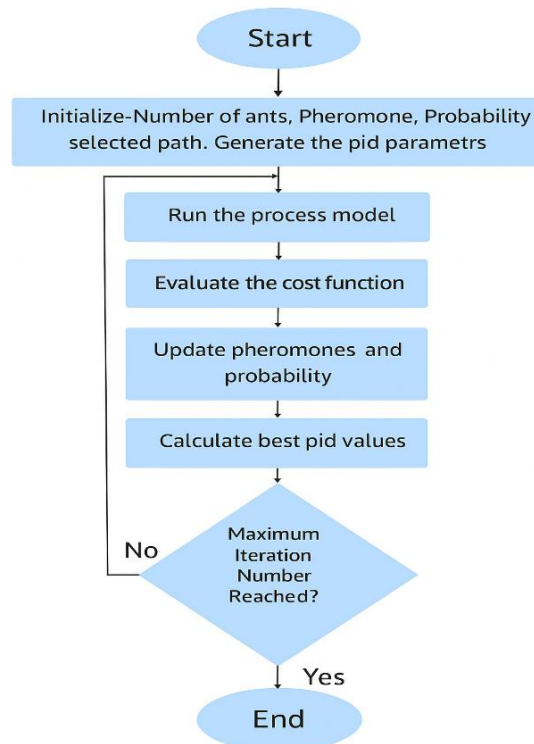 Start
Initialize-Number of ants, Pheromone, Probability
selected path. Generate the pid parametrs
Run the process model
Evaluate the cost function
Update pheromones and
probability
Calculate best pid values
Maximum
Iteration
Number
Reached?
No
Yes
End